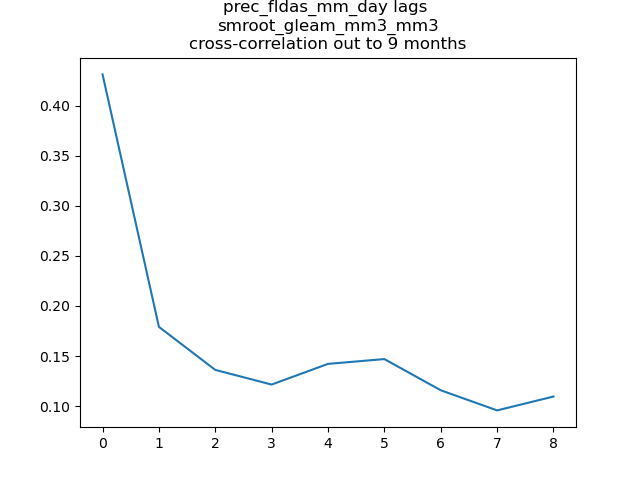 prec_fldas_mm_day lags
smroot_gleam_mm3_mm3
cross-correlation out to 9 months
0.40
0.35
0.30
0.25
0.20
0.15
0.10
0 1 2 3 4 5 6 7 8